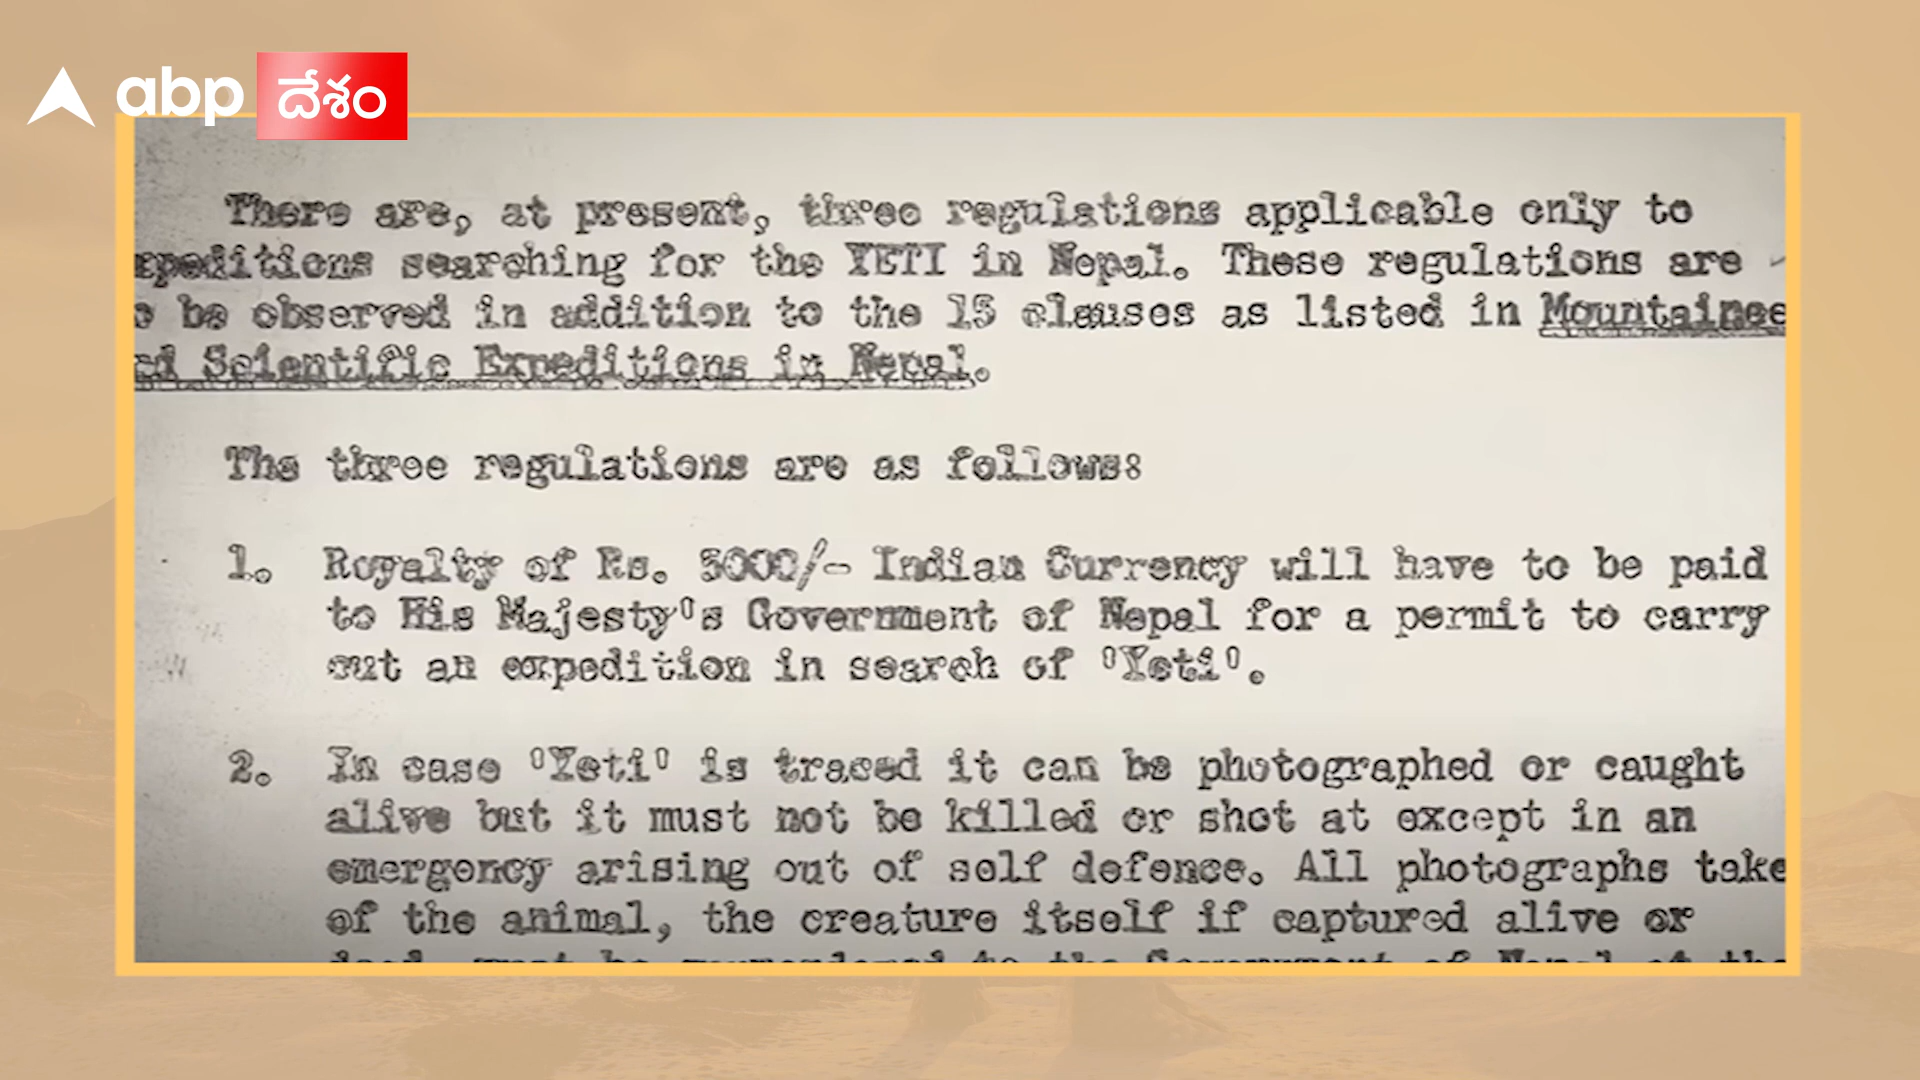 abp దేశం
There are, at present, three regulations applicable only to
xpeditions searching for the YETI in Nepal. These regulations are
o be observed in addition to the 15 clauses as listed in Mountainee
nd Scientific Expeditions in Nepal.
The three regulations are as follows:
1. Royalty of Rs. 5000/- Indian Currency will have to be paid
to His Majesty's Government of Nepal for a permit to carry
out an expedition in search of 'Yeti'.
2. In case 'Yeti' is traced it can be photographed or caught
alive but it must not be killed or shot at except in an
emergency arising out of self defence. All photographs take
of the animal, the creature itself if captured alive or